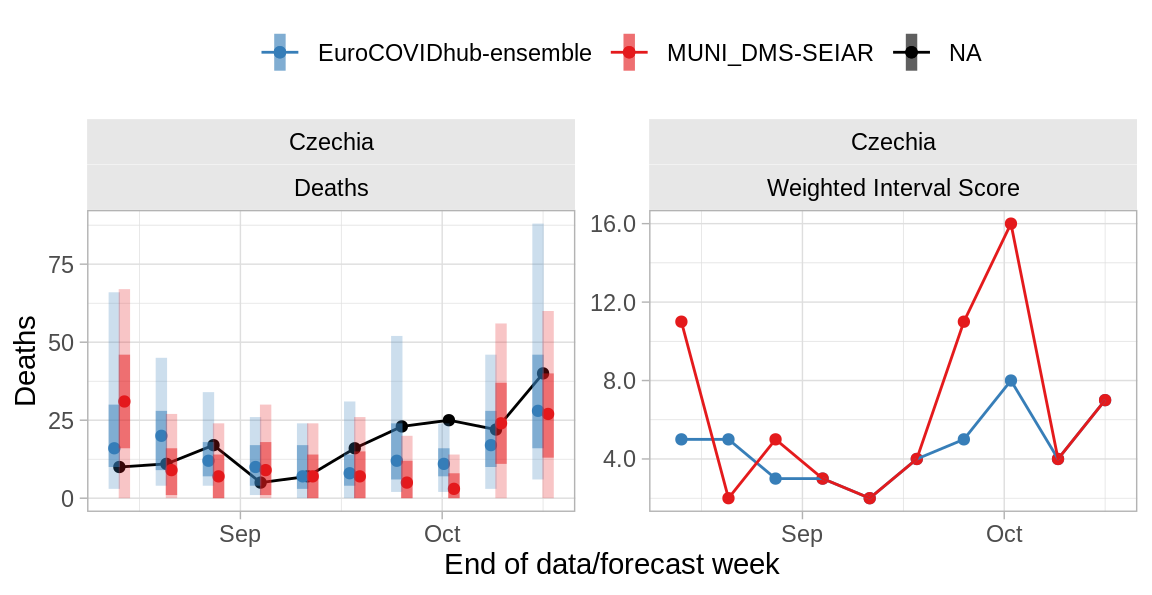 EuroCOVIDhub-ensemble MUNI_DMS-SEIAR NA
Czechia
Deaths
75
50
25
0
Sep Oct
Deaths
Czechia
Weighted Interval Score
16.0
12.0
8.0
4.0
Sep Oct
End of data/forecast week